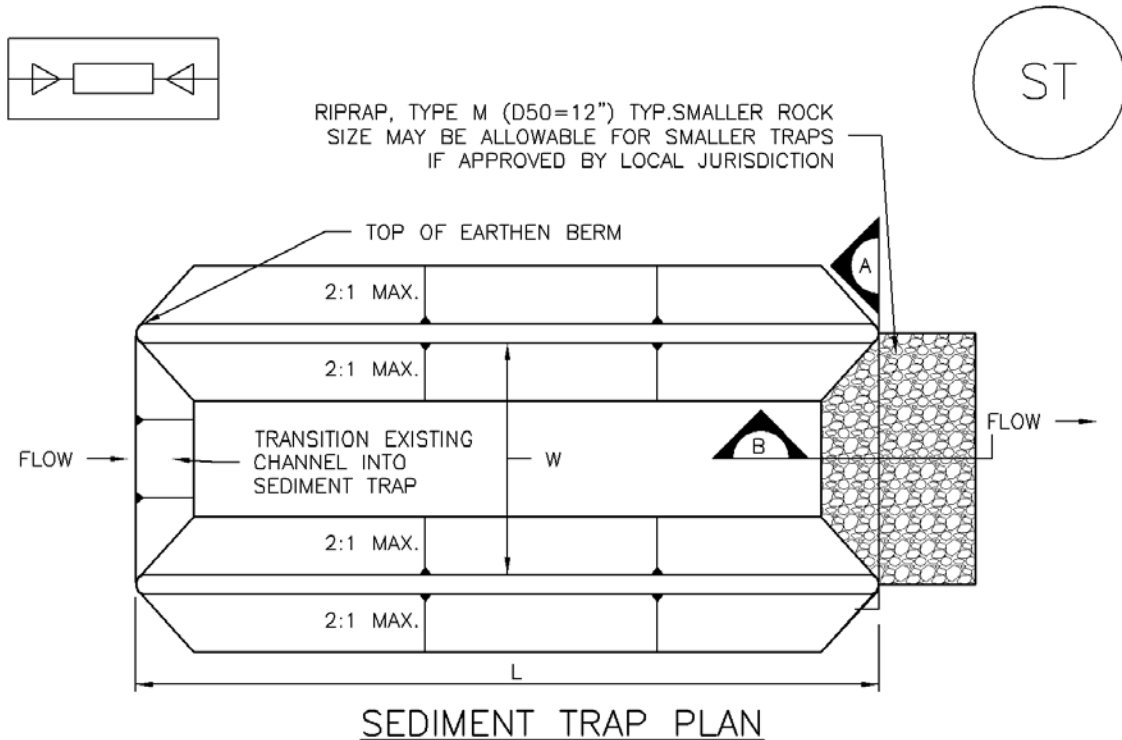 ST
RIPRAP, TYPE M (D50=12") TYP.SMALLER ROCK
SIZE MAY BE ALLOWABLE FOR SMALLER TRAPS
IF APPROVED BY LOCAL JURISDICTION
TOP OF EARTHEN BERM
A
2:1 MAX.
2:1 MAX.
FLOW
TRANSITION EXISTING
CHANNEL INTO
SEDIMENT TRAP
W
B
FLOW
2:1 MAX.
2:1 MAX.
L
SEDIMENT TRAP PLAN